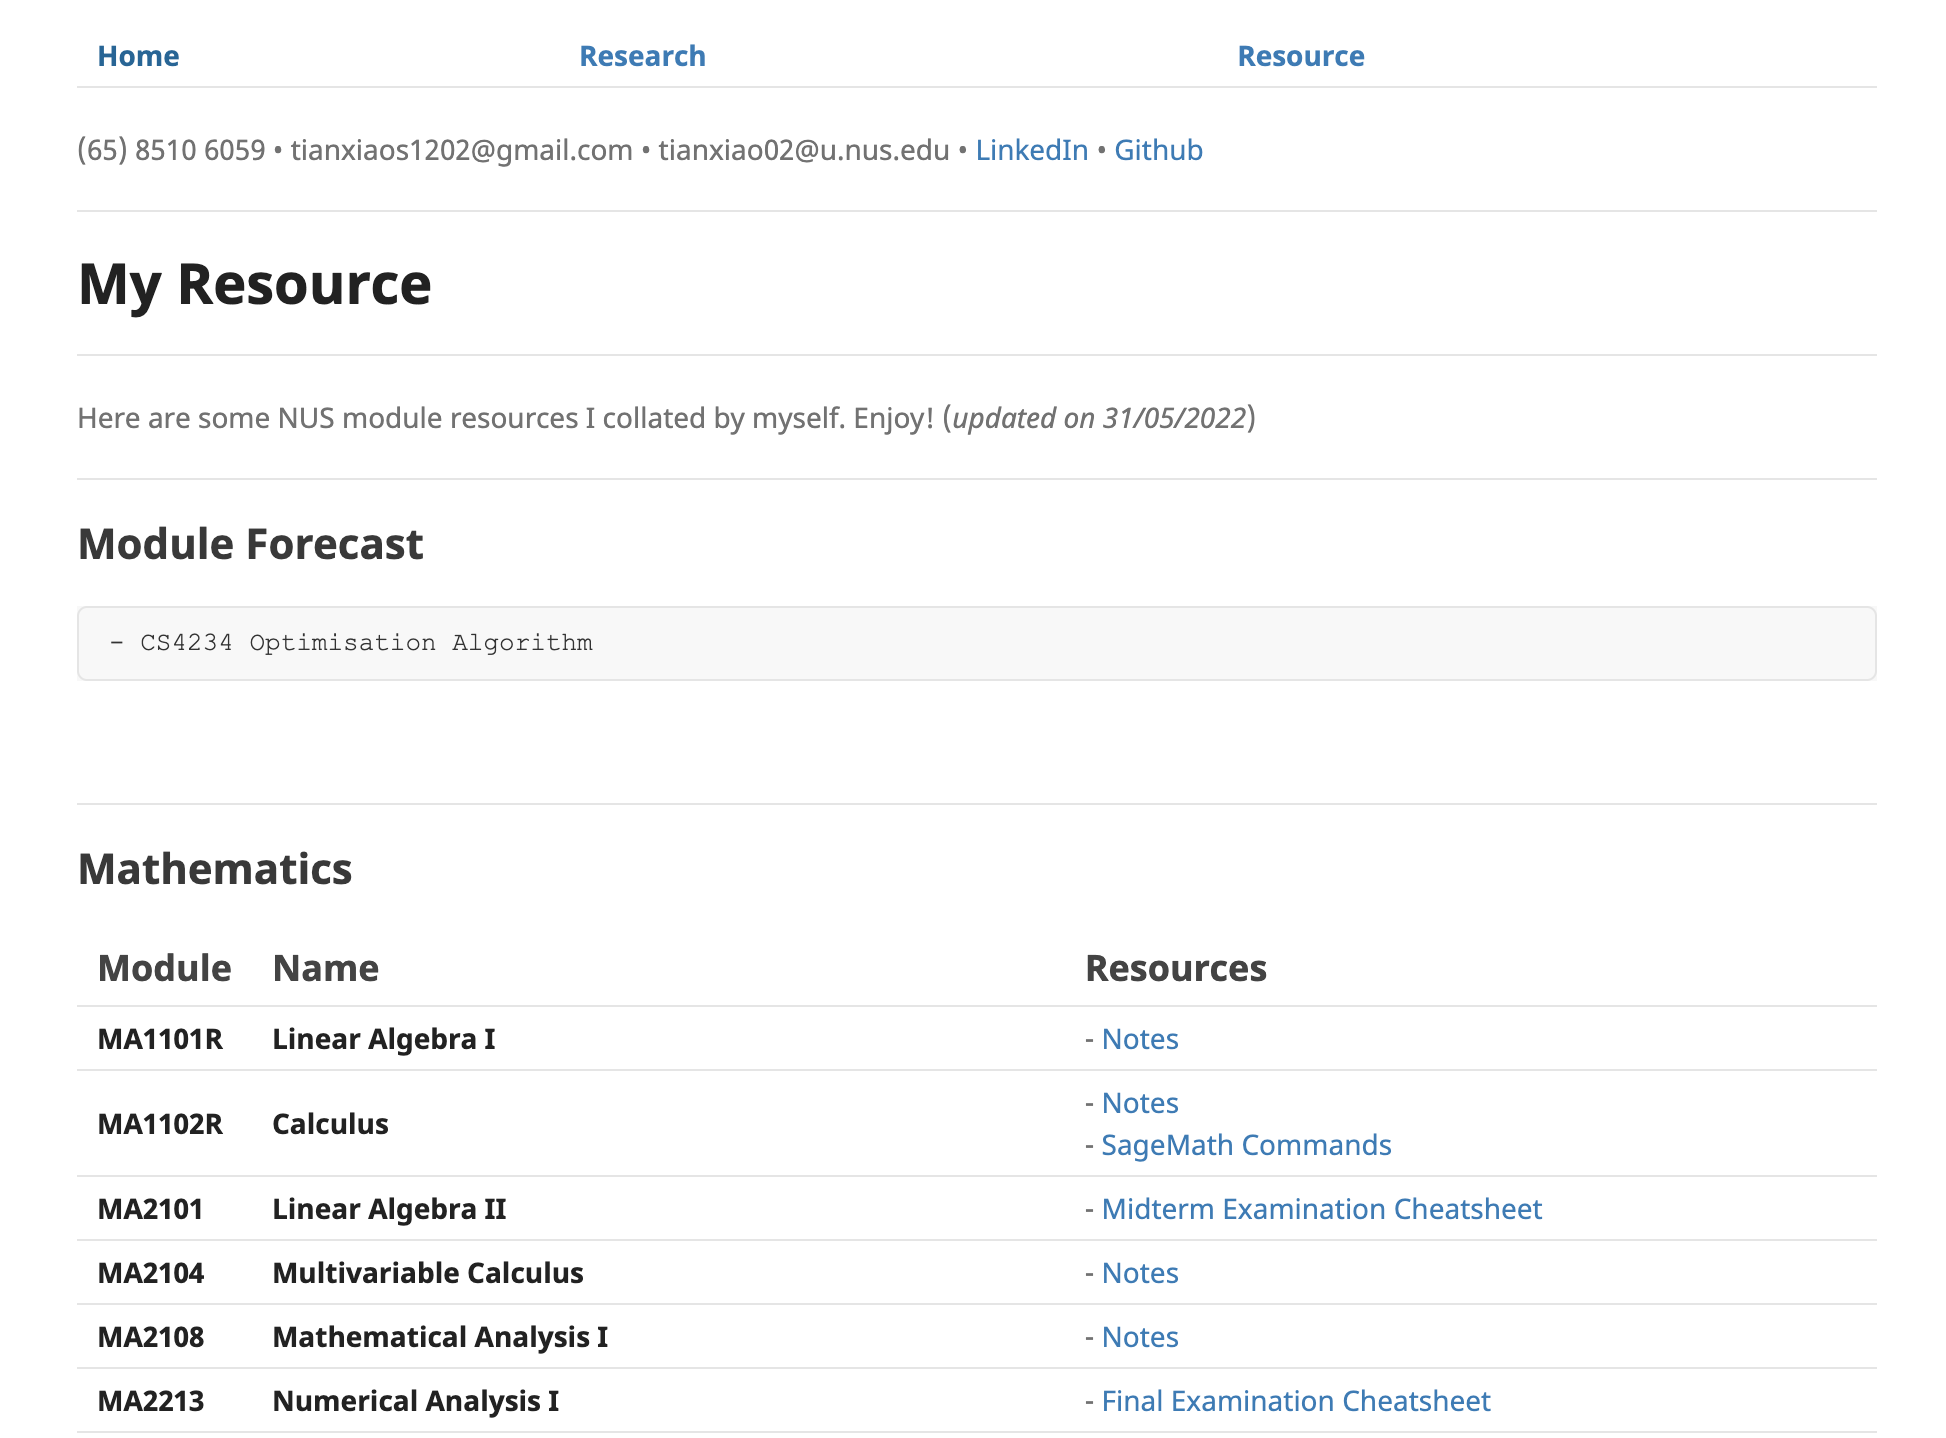 Home Research Resource
(65) 8510 6059 • tianxiaos1202@gmail.com • tianxiao02@u.nus.edu • LinkedIn • Github
My Resource
Here are some NUS module resources I collated by myself. Enjoy! (updated on 31/05/2022)
Module Forecast
- CS4234 Optimisation Algorithm
Mathematics
Module Name Resources
MA1101R Linear Algebra I - Notes
MA1102R Calculus - Notes
- SageMath Commands
MA2101 Linear Algebra II - Midterm Examination Cheatsheet
MA2104 Multivariable Calculus - Notes
MA2108 Mathematical Analysis I - Notes
MA2213 Numerical Analysis I - Final Examination Cheatsheet